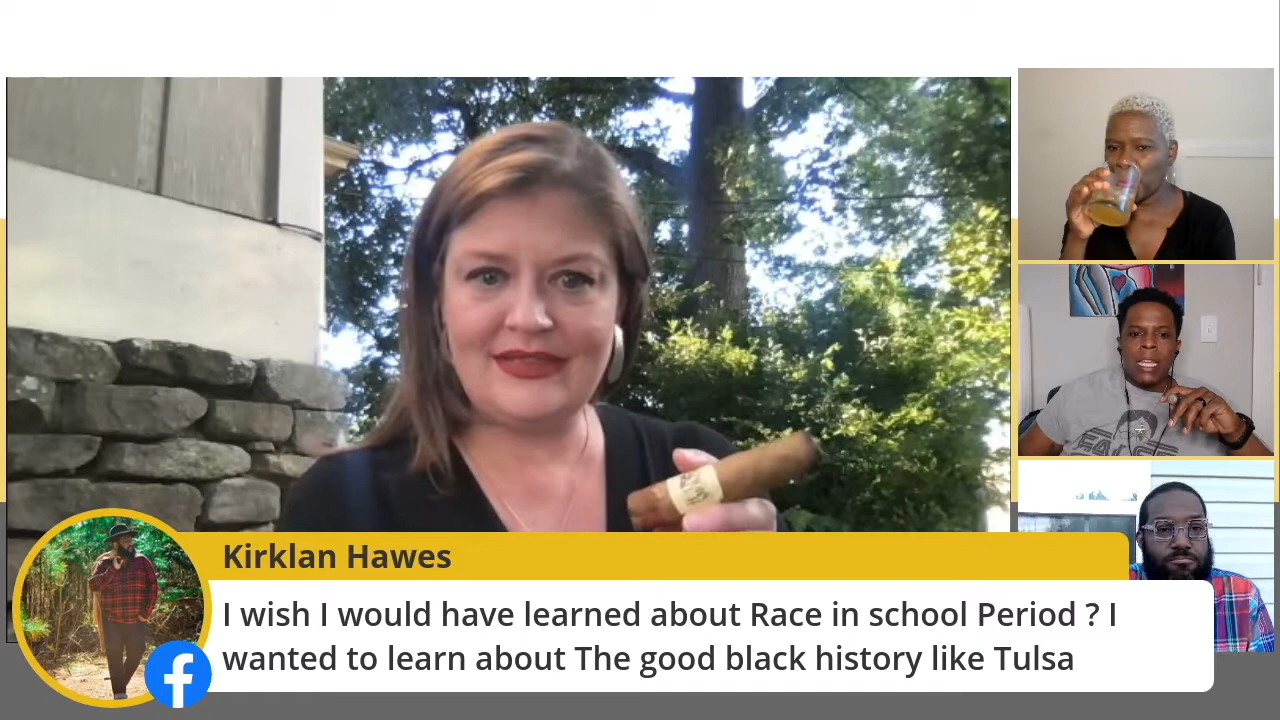 Kirklan Hawes
I wish I would have learned about Race in school Period ? I
wanted to learn about The good black history like Tulsa